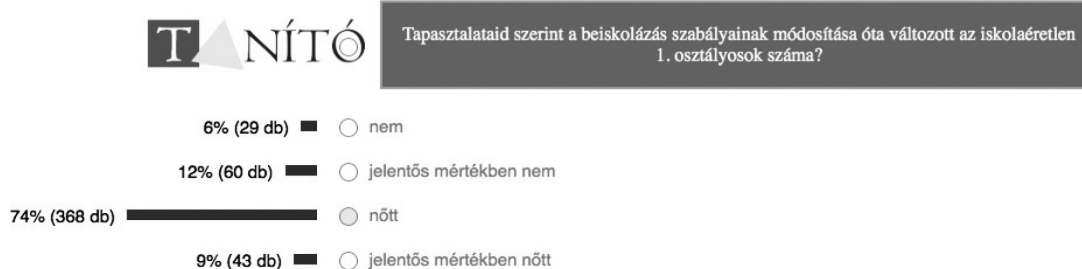 TANÍTÓ
Tapasztalataid szerint a beiskolázás szabályainak módosítása óta változott az iskolaéretlen
1. osztályosok száma?
6% (29 db) nem
12% (60 db) jelentős mértékben nem
74% (368 db) nőtt
9% (43 db) jelentős mértékben nőtt